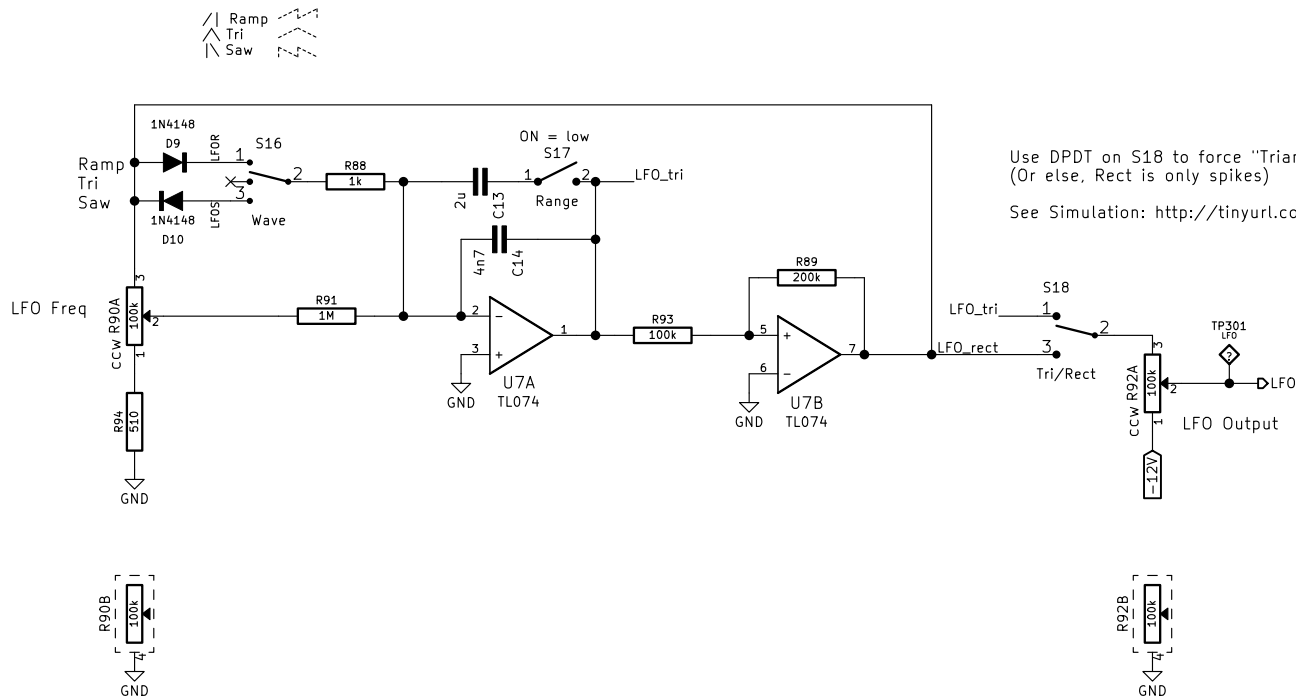 /| Ramp
/\ Tri
|\ Saw
1N4148
D9
LFOR
S16
1
2
3
Wave
Ramp
Tri
Saw
LFOS
1N4148
D10
R88
1k
ON = low
S17
1
2
Range
LFO_tri
2u
C13
4n7
C14
Use DPDT on S18 to force "Trian
(Or else, Rect is only spikes)
See Simulation: http://tinyurl.co
LFO Freq
3
CCW R90A
100k
2
1
R91
1M
2
3
1
GND
U7A
TL074
R93
100k
R89
200k
5
6
7
GND
U7B
TL074
LFO_rect
LFO_tri
S18
1
2
3
Tri/Rect
TP301
LFO
?
3
CCW R92A
100k
2
1
LFO
LFO Output
-12V
R94
510
GND
R90B
100k
4
GND
R92B
100k
4
GND